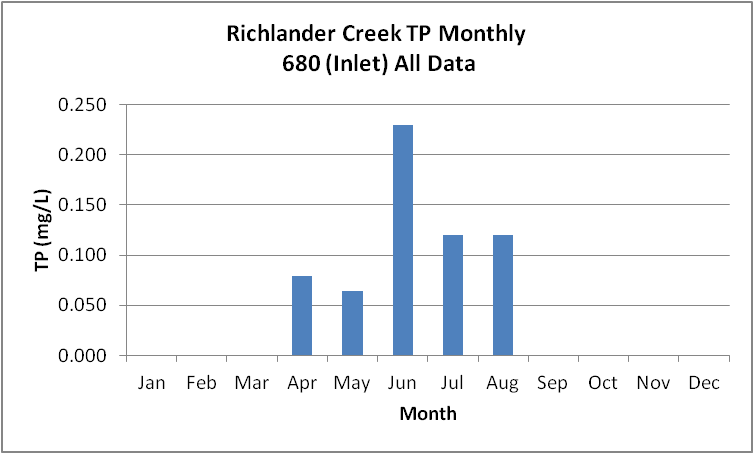 Richlander Creek TP Monthly
680 (Inlet) All Data
0.250
0.200
0.150
0.100
0.050
0.000
TP (mg/L)
Jan Feb Mar Apr May Jun Jul Aug Sep Oct Nov Dec
Month